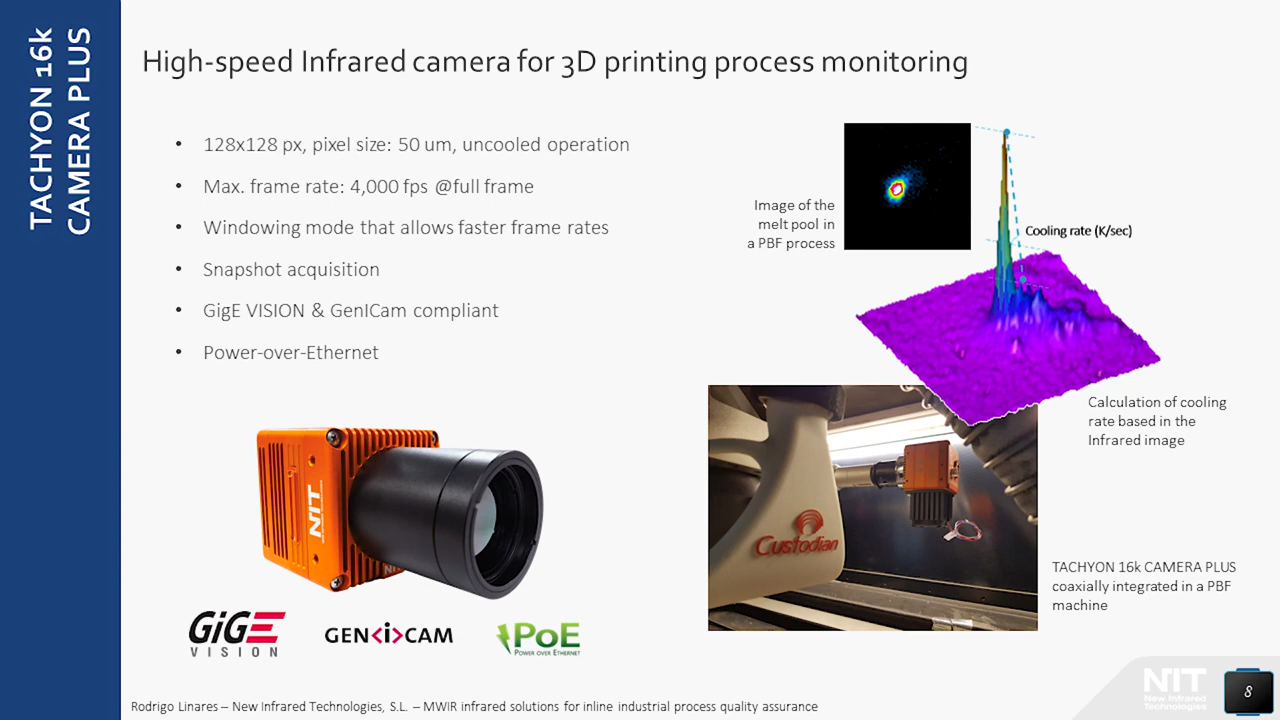 TACHYON 16k
CAMERA PLUS
High-speed Infrared camera for 3D printing process monitoring
• 128x128 px, pixel size: 50 um, uncooled operation
• Max. frame rate: 4,000 fps @full frame
• Windowing mode that allows faster frame rates
• Snapshot acquisition
• GigE VISION & GenICam compliant
• Power-over-Ethernet
Image of the
melt pool in
a PBF process
Cooling rate (K/sec)
Calculation of cooling
rate based in the
Infrared image
NIT
NIT
Custodian
TACHYON 16k CAMERA PLUS
coaxially integrated in a PBF
machine
GiGE
VISION
GEN<i>CAM
PoE
POWER OVER ETHERNET
NIT
New Infrared
Technologies
8
Rodrigo Linares – New Infrared Technologies, S.L. – MWIR infrared solutions for inline industrial process quality assurance